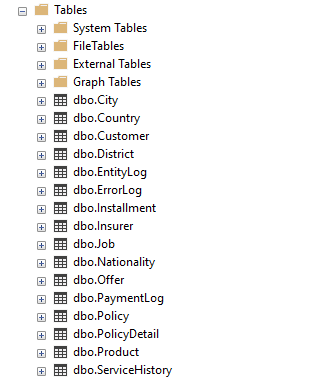 Tables
System Tables
FileTables
External Tables
Graph Tables
dbo.City
dbo.Country
dbo.Customer
dbo.District
dbo.EntityLog
dbo.ErrorLog
dbo.Installment
dbo.Insurer
dbo.Job
dbo.Nationality
dbo.Offer
dbo.PaymentLog
dbo.Policy
dbo.PolicyDetail
dbo.Product
dbo.ServiceHistory